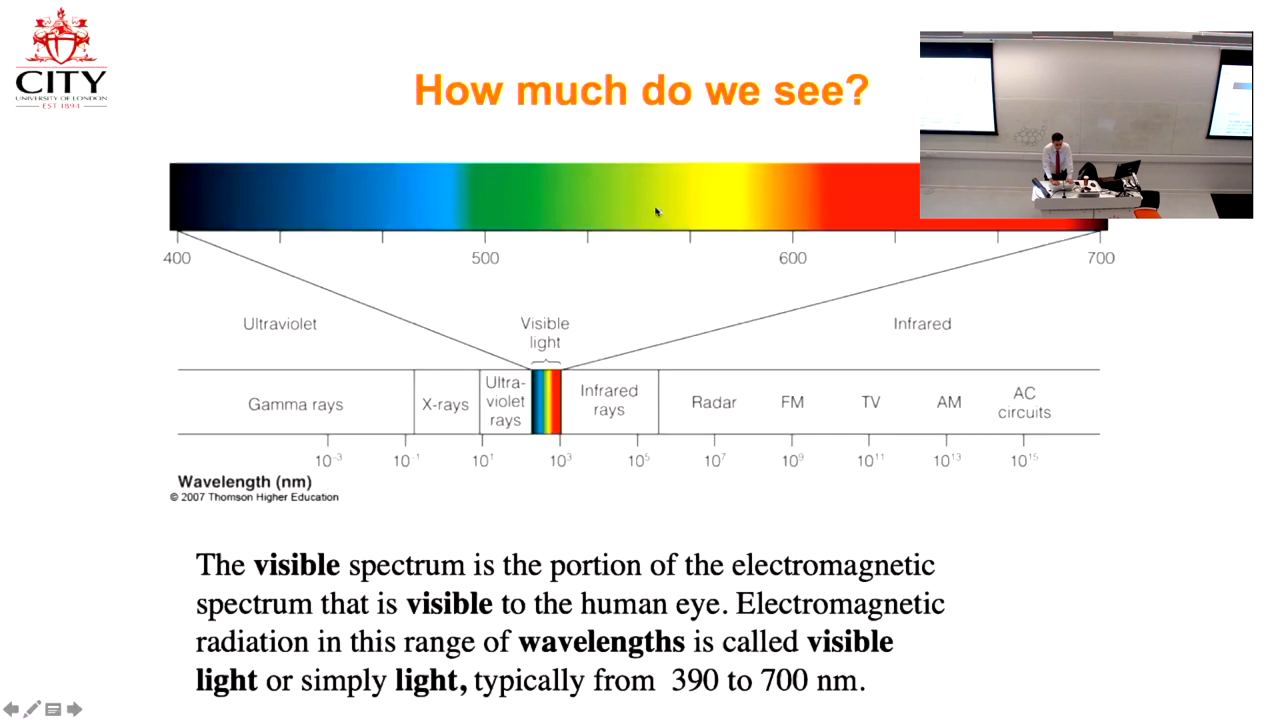 CITY
UNIVERSITY OF LONDON
EST 1894
How much do we see?
400 500 600 700
Ultraviolet
Visible
light
Infrared
Gamma rays
X-rays
Ultra-
violet
rays
Infrared
rays
Radar
FM
TV
AM
AC
circuits
10⁻³ 10⁻¹ 10¹ 10³ 10⁵ 10⁷ 10⁹ 10¹¹ 10¹³ 10¹⁵
Wavelength (nm)
© 2007 Thomson Higher Education
The visible spectrum is the portion of the electromagnetic
spectrum that is visible to the human eye. Electromagnetic
radiation in this range of wavelengths is called visible
light or simply light, typically from 390 to 700 nm.